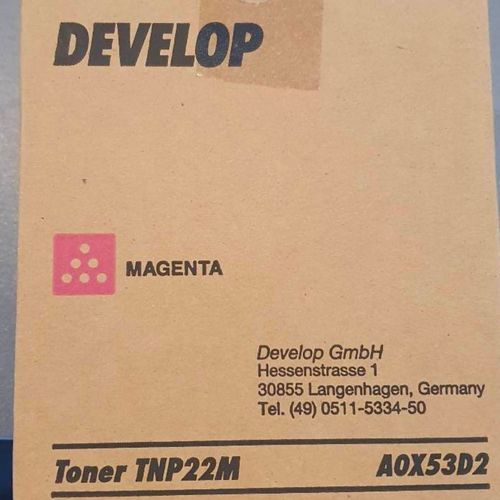 DEVELOP
MAGENTA
Develop GmbH
Hessenstrasse 1
30855 Langenhagen, Germany
Tel. (49) 0511-5334-50
Toner TNP22M A0X53D2